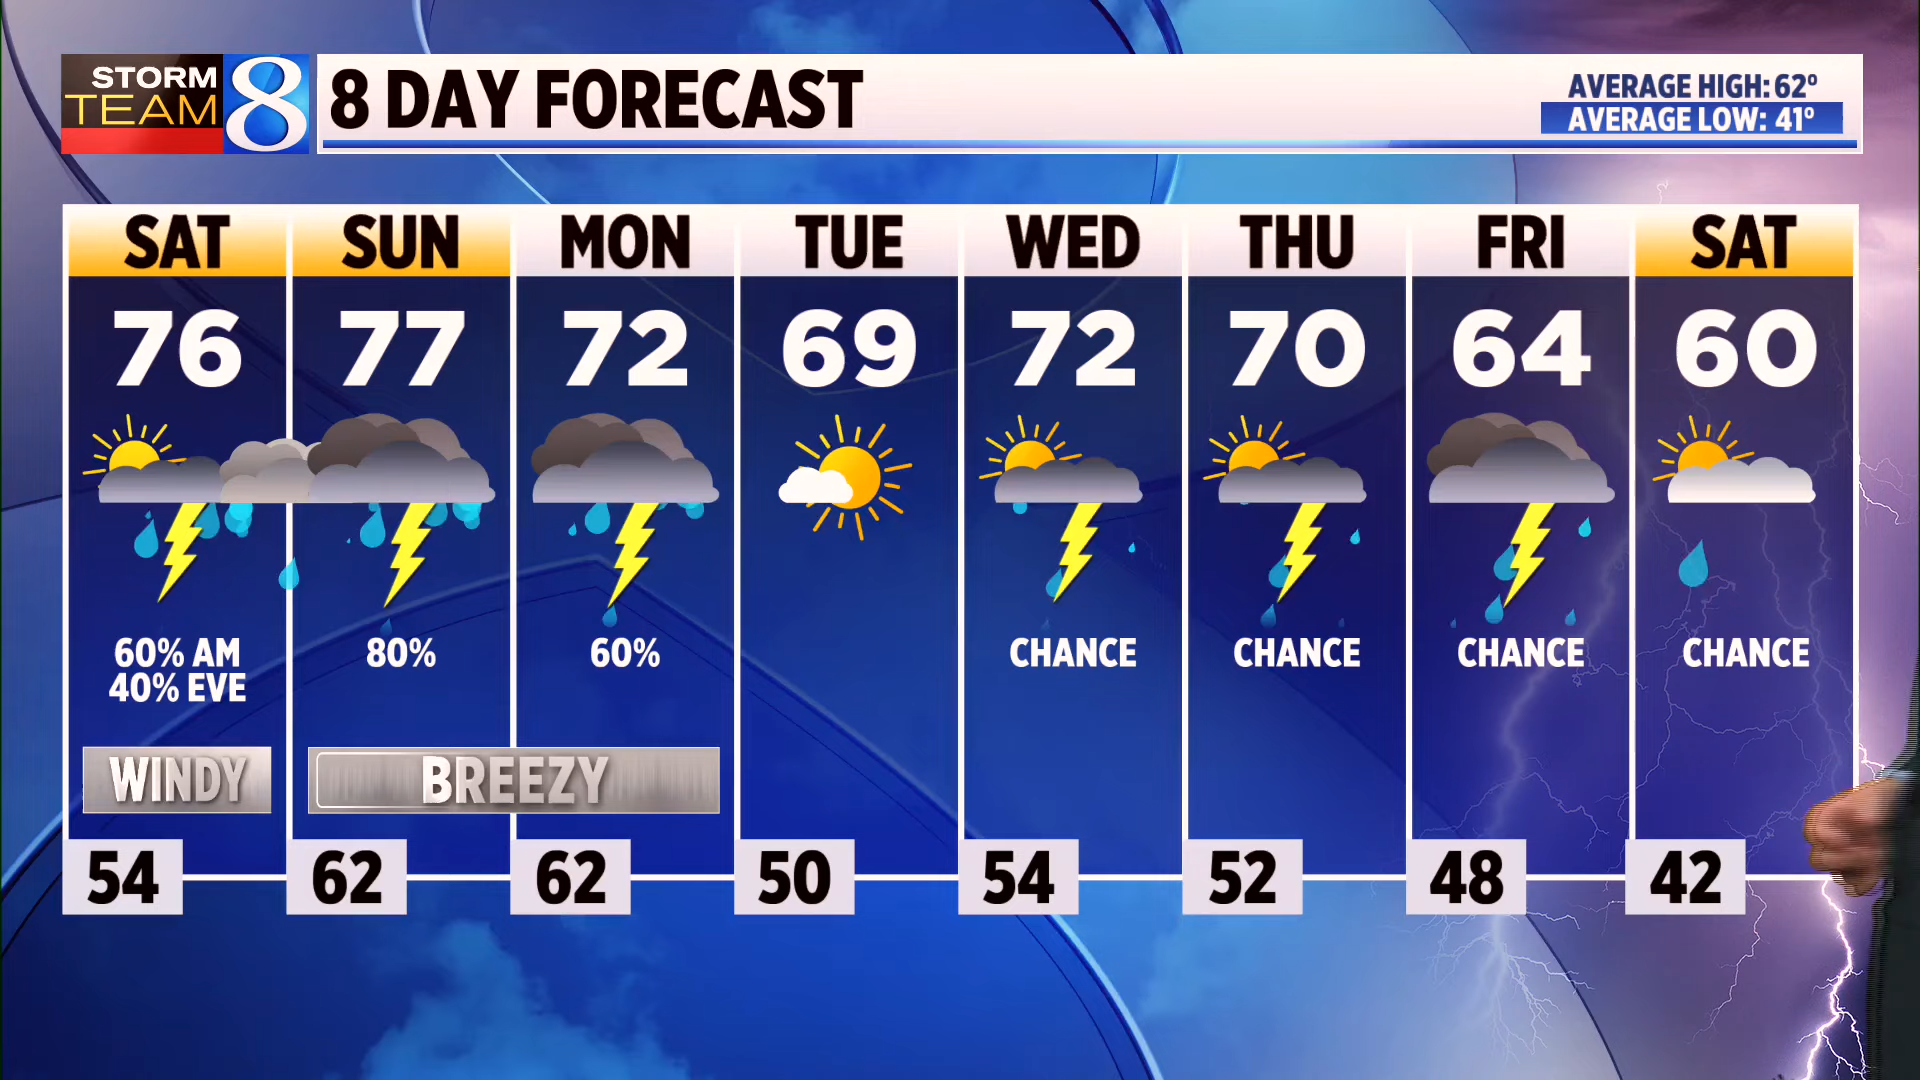 STORM
TEAM 8
8 DAY FORECAST
AVERAGE HIGH: 62°
AVERAGE LOW: 41°
SAT SUN MON TUE WED THU FRI SAT
76 77 72 69 72 70 64 60
60% AM 80% 60% CHANCE CHANCE CHANCE CHANCE
40% EVE
WINDY BREEZY
54 62 62 50 54 52 48 42